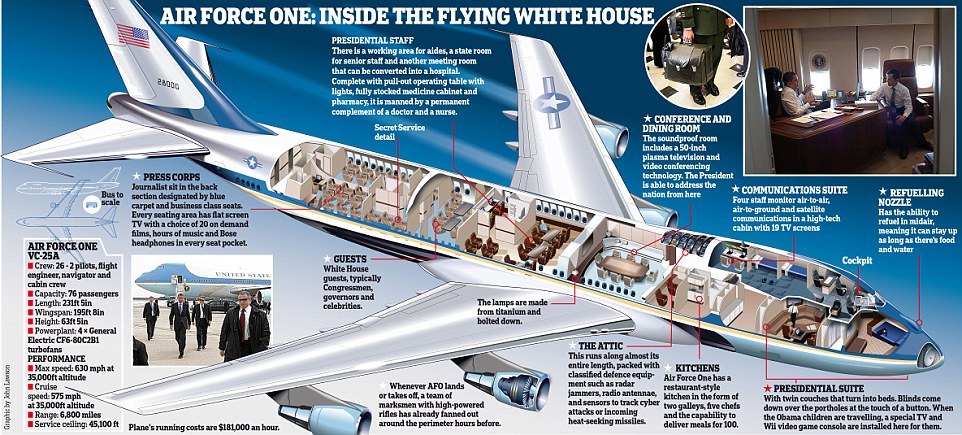 AIR FORCE ONE: INSIDE THE FLYING WHITE HOUSE
PRESIDENTIAL STAFF
There is a working area for aides, a state room
for senior staff and another meeting room
that can be converted into a hospital.
Complete with pull-out operating table with
lights, fully stocked medicine cabinet and
pharmacy, it is manned by a permanent
complement of a doctor and a nurse.
28000
Secret Service
detail
★ CONFERENCE AND
DINING ROOM
The soundproof room
includes a 50-inch
plasma television and
video conferencing
technology. The President
is able to address the
nation from here
★ PRESS CORPS
Journalist sit in the back
section designated by blue
carpet and business class seats.
Every seating area has flat screen
TV with a choice of 20 on demand
films, hours of music and Bose
headphones in every seat pocket.
Bus to
scale
★ COMMUNICATIONS SUITE
Four staff monitor air-to-air,
air-to-ground and satellite
communications in a high-tech
cabin with 19 TV screens
★ REFUELLING
NOZZLE
Has the ability to
refuel in midair,
meaning it can stay up
as long as there's food
and water
Cockpit
AIR FORCE ONE
VC-25A
■ Crew: 26 - 2 pilots, flight
engineer, navigator and
cabin crew
■ Capacity: 76 passengers
■ Length: 231ft 5in
■ Wingspan: 195ft 8in
■ Height: 63ft 5in
■ Powerplant: 4 × General
Electric CF6-80C2B1
turbofans
PERFORMANCE
■ Max speed: 630 mph at
35,000ft altitude
■ Cruise
speed: 575 mph
at 35,000ft altitude
■ Range: 6,800 miles
■ Service ceiling: 45,100 ft
UNITED STATE
★ GUESTS
White House
guests, typically
Congressmen,
governors and
celebrities.
The lamps are made
from titanium and
bolted down.
★ THE ATTIC
This runs along almost its
entire length, packed with
classified defence equip-
ment such as radar
jammers, radio antennae,
and sensors to track cyber
attacks or incoming
heat-seeking missiles.
★ KITCHENS
Air Force One has a
restaurant-style
kitchen in the form of
two galleys, five chefs
and the capability to
deliver meals for 100.
★ PRESIDENTIAL SUITE
With twin couches that turn into beds. Blinds come
down over the portholes at the touch of a button. When
the Obama children are travelling, a special TV and
Wii video game console are installed here for them.
★ Whenever AFO lands
or takes off, a team of
marksmen with high-powered
rifles has already fanned out
around the perimeter hours before.
Plane's running costs are $181,000 an hour.
Graphic by John Lawson